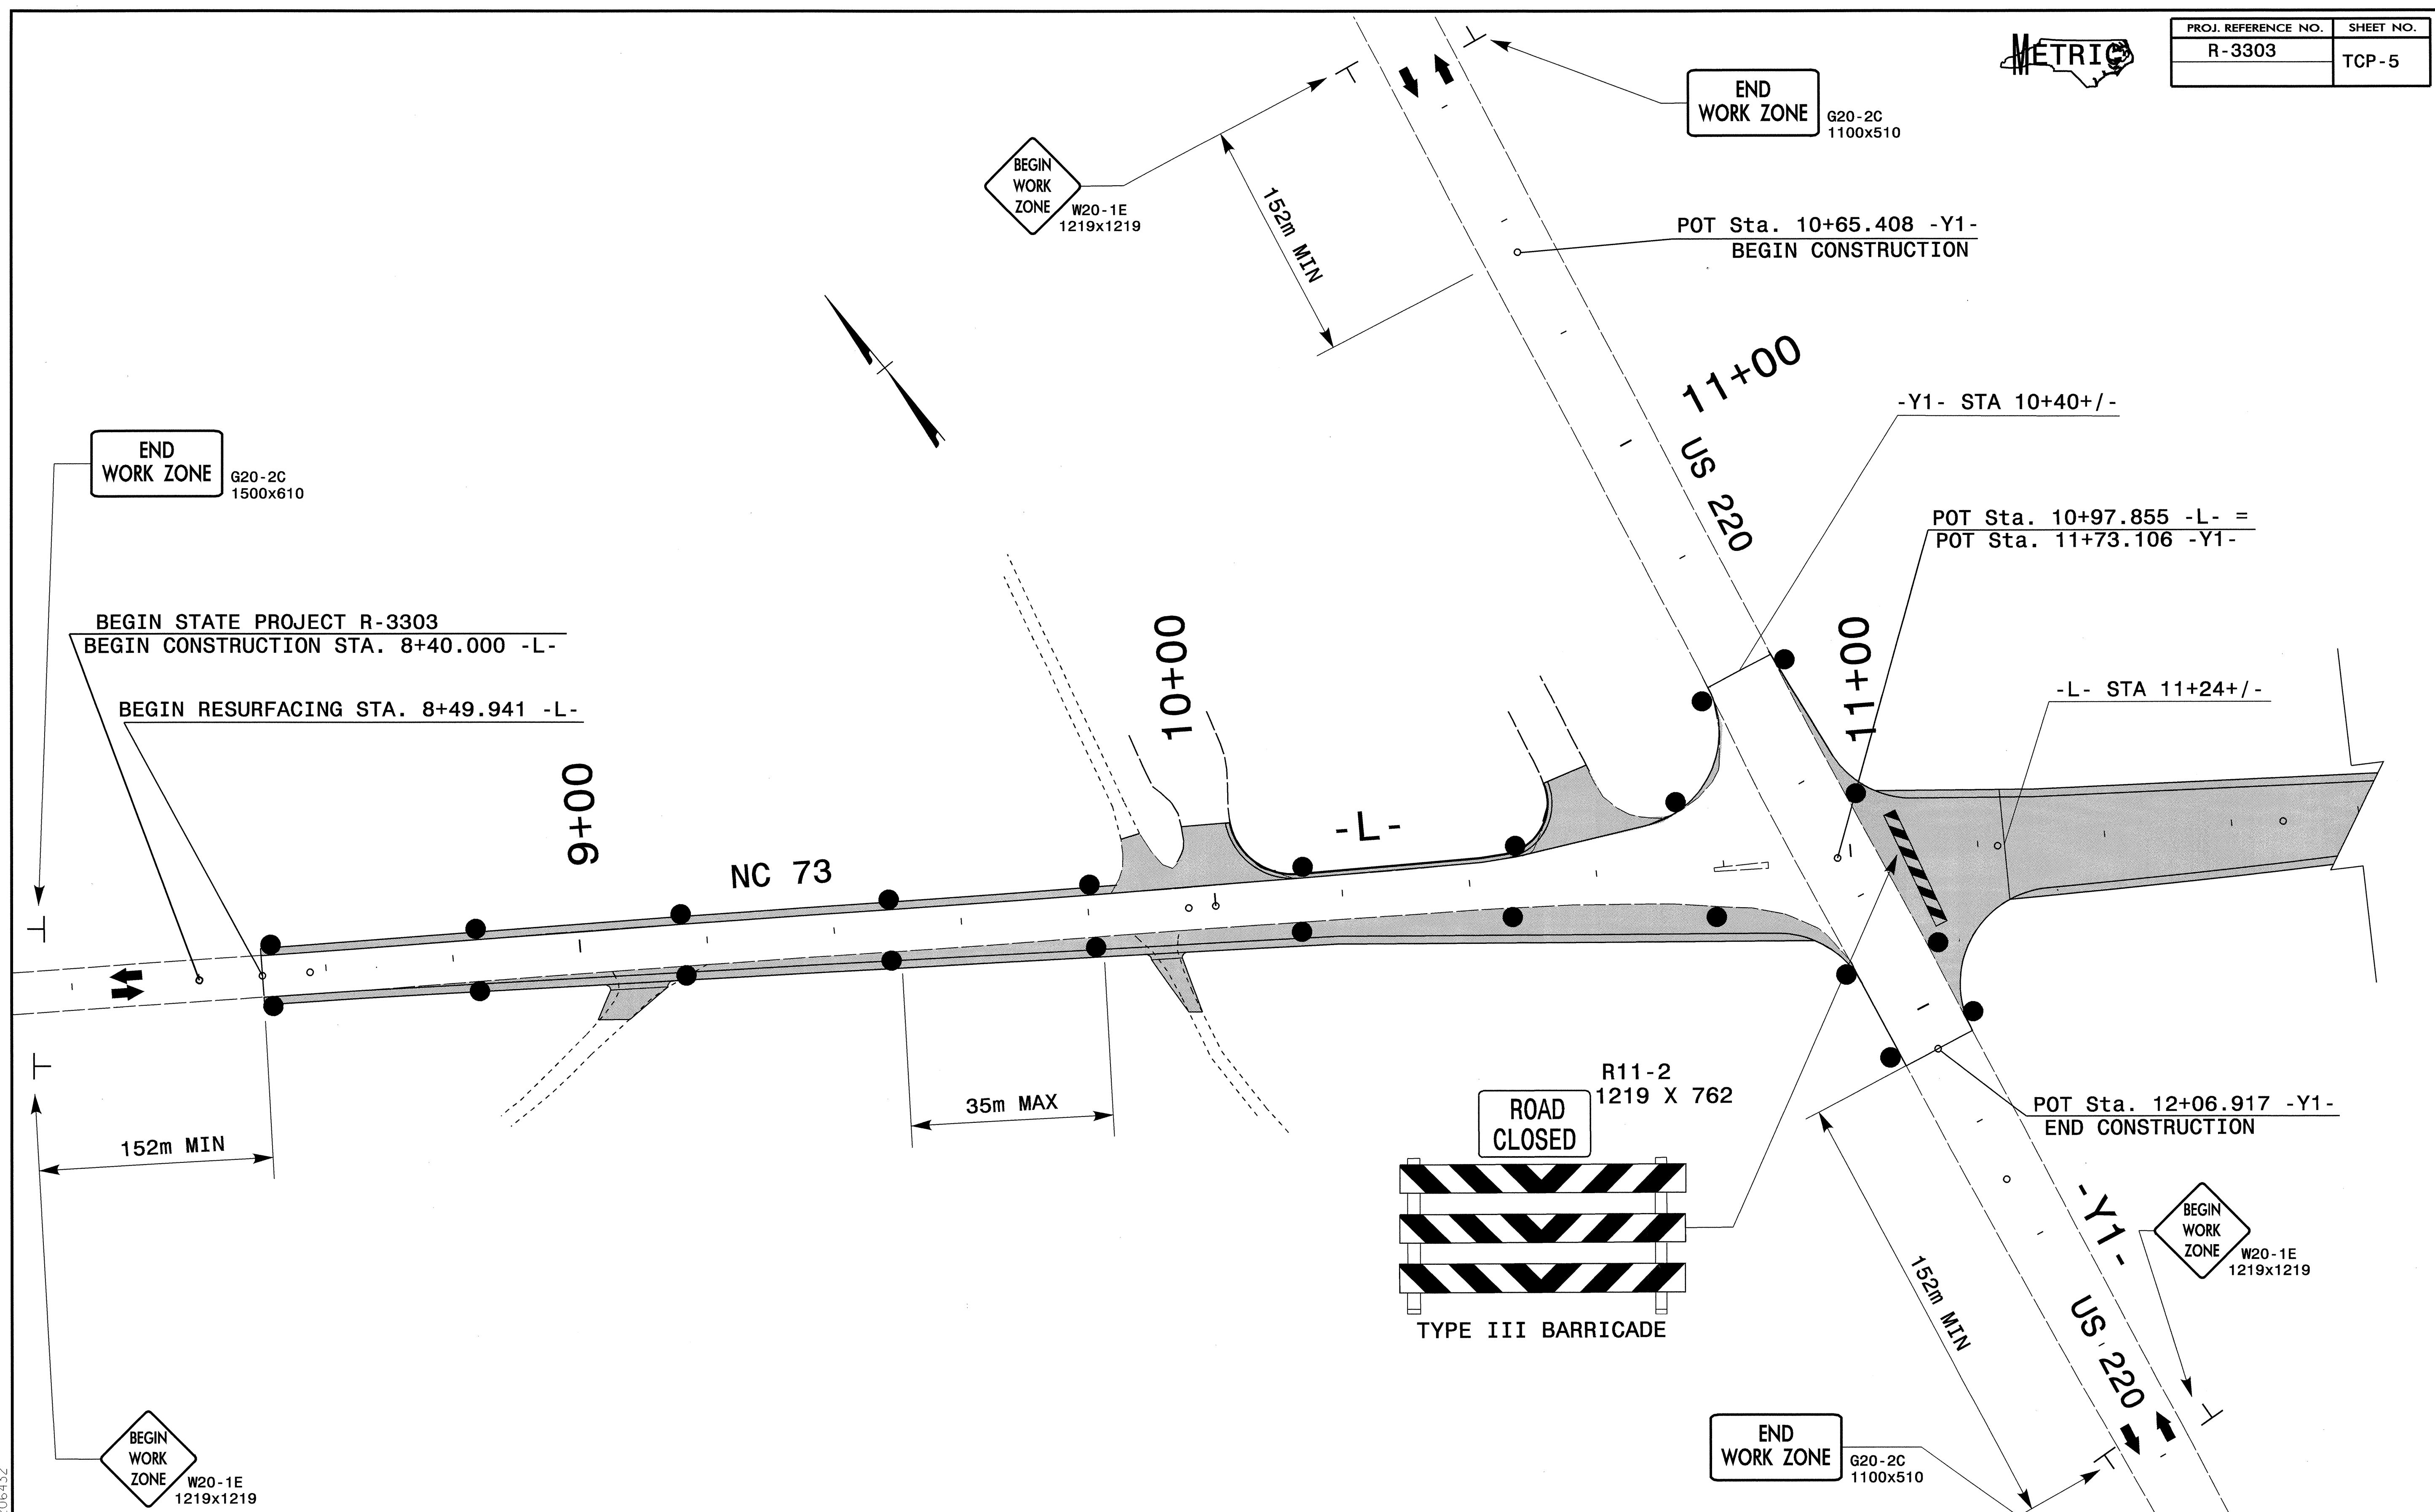 METRIC
PROJ. REFERENCE NO.
SHEET NO.
R-3303
TCP-5
END
WORK ZONE
G20-2C
1100x510
BEGIN
WORK
ZONE
W20-1E
1219x1219
152m MIN
POT Sta. 10+65.408 -Y1-
BEGIN CONSTRUCTION
11+00
US 220
-Y1- STA 10+40+/-
END
WORK ZONE
G20-2C
1500x610
POT Sta. 10+97.855 -L- =
POT Sta. 11+73.106 -Y1-
BEGIN STATE PROJECT R-3303
BEGIN CONSTRUCTION STA. 8+40.000 -L-
BEGIN RESURFACING STA. 8+49.941 -L-
9+00
10+00
11+00
-L- STA 11+24+/-
NC 73
-L-
152m MIN
35m MAX
R11-2
1219 X 762
ROAD
CLOSED
TYPE III BARRICADE
POT Sta. 12+06.917 -Y1-
END CONSTRUCTION
-Y1-
152m MIN
US 220
BEGIN
WORK
ZONE
W20-1E
1219x1219
END
WORK ZONE
G20-2C
1100x510
BEGIN
WORK
ZONE
W20-1E
1219x1219